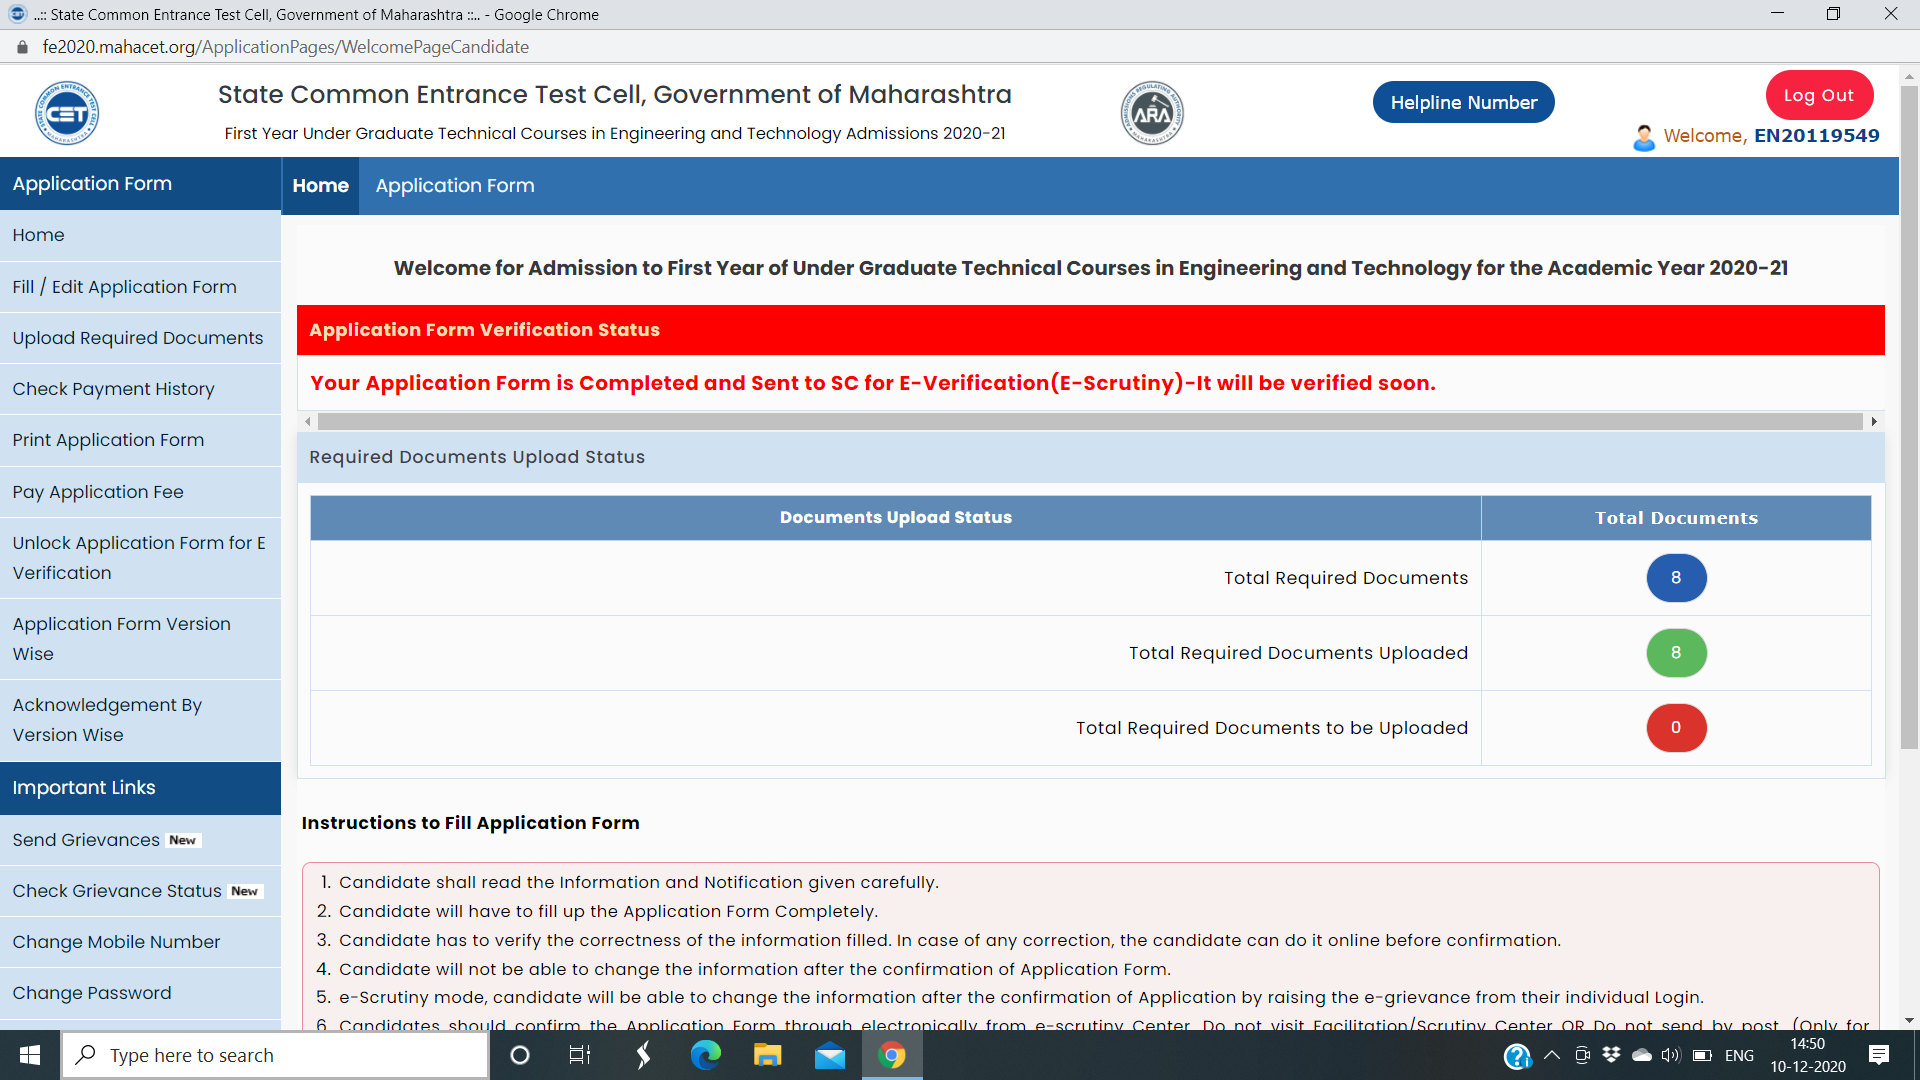 ..:: State Common Entrance Test Cell, Government of Maharashtra ::.. - Google Chrome
fe2020.mahacet.org/ApplicationPages/WelcomePageCandidate
State Common Entrance Test Cell, Government of Maharashtra
First Year Under Graduate Technical Courses in Engineering and Technology Admissions 2020-21
CET
ARA
Helpline Number
Log Out
Welcome, EN20119549
Application Form
Home
Fill / Edit Application Form
Upload Required Documents
Check Payment History
Print Application Form
Pay Application Fee
Unlock Application Form for E
Verification
Application Form Version
Wise
Acknowledgement By
Version Wise
Important Links
Send Grievances New
Check Grievance Status New
Change Mobile Number
Change Password
Home Application Form
Welcome for Admission to First Year of Under Graduate Technical Courses in Engineering and Technology for the Academic Year 2020-21
Application Form Verification Status
Your Application Form is Completed and Sent to SC for E-Verification(E-Scrutiny)-It will be verified soon.
Required Documents Upload Status
Documents Upload Status Total Documents
Total Required Documents 8
Total Required Documents Uploaded 8
Total Required Documents to be Uploaded 0
Instructions to Fill Application Form
1. Candidate shall read the Information and Notification given carefully.
2. Candidate will have to fill up the Application Form Completely.
3. Candidate has to verify the correctness of the information filled. In case of any correction, the candidate can do it online before confirmation.
4. Candidate will not be able to change the information after the confirmation of Application Form.
5. e-Scrutiny mode, candidate will be able to change the information after the confirmation of Application by raising the e-grievance from their individual Login.
6. Candidates should confirm the Application Form through electronically from e-scrutiny Center. Do not visit Facilitation/Scrutiny Center OR Do not send by post. (Only for
Type here to search
ENG
14:50
10-12-2020